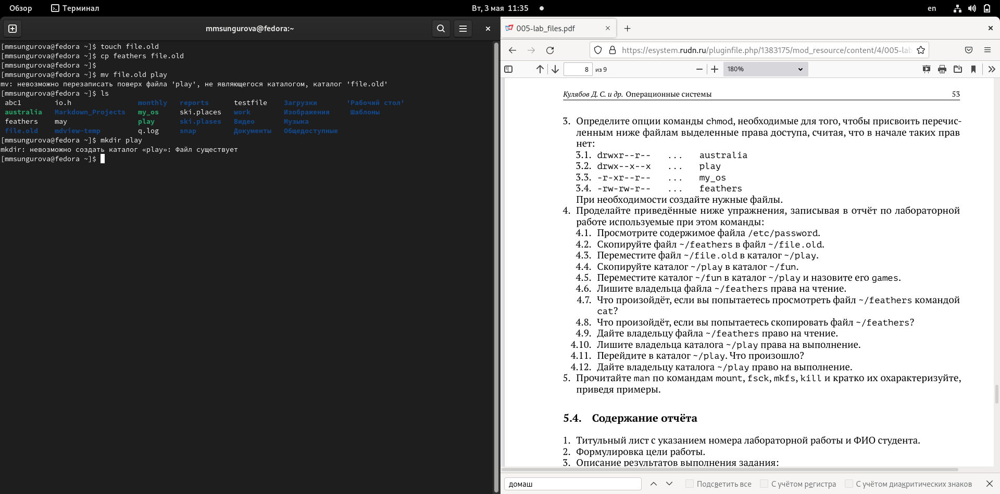 Обзор
Терминал
Вт, 3 мая 11:35
en
mmsungurova@fedora:~
[mmsungurova@fedora ~]$ touch file.old
[mmsungurova@fedora ~]$ cp feathers file.old
[mmsungurova@fedora ~]$
[mmsungurova@fedora ~]$ mv file.old play
mv: невозможно перезаписать поверх файла 'play', не являющегося каталогом, каталог 'file.old'
[mmsungurova@fedora ~]$ ls
abc1 io.h monthly reports testfile Загрузки 'Рабочий стол'
australia Markdown_Projects my_os ski.places work Изображения Шаблоны
feathers may play ski.plases Видео Музыка
file.old mdview-temp q.log snap Документы Общедоступные
[mmsungurova@fedora ~]$ mkdir play
mkdir: невозможно создать каталог «play»: Файл существует
[mmsungurova@fedora ~]$
005-lab_files.pdf
https://esystem.rudn.ru/pluginfile.php/1383175/mod_resource/content/4/005-lab
8 из 9
180%
Кулябов Д. С. и др. Операционные системы 53
3. Определите опции команды chmod, необходимые для того, чтобы присвоить перечис-
ленным ниже файлам выделенные права доступа, считая, что в начале таких прав
нет:
3.1. drwxr--r-- ... australia
3.2. drwx--x--x ... play
3.3. -r-xr--r-- ... my_os
3.4. -rw-rw-r-- ... feathers
При необходимости создайте нужные файлы.
4. Проделайте приведённые ниже упражнения, записывая в отчёт по лабораторной
работе используемые при этом команды:
4.1. Просмотрите содержимое файла /etc/password.
4.2. Скопируйте файл ~/feathers в файл ~/file.old.
4.3. Переместите файл ~/file.old в каталог ~/play.
4.4. Скопируйте каталог ~/play в каталог ~/fun.
4.5. Переместите каталог ~/fun в каталог ~/play и назовите его games.
4.6. Лишите владельца файла ~/feathers права на чтение.
4.7. Что произойдёт, если вы попытаетесь просмотреть файл ~/feathers командой
cat?
4.8. Что произойдёт, если вы попытаетесь скопировать файл ~/feathers?
4.9. Дайте владельцу файла ~/feathers право на чтение.
4.10. Лишите владельца каталога ~/play права на выполнение.
4.11. Перейдите в каталог ~/play. Что произошло?
4.12. Дайте владельцу каталога ~/play право на выполнение.
5. Прочитайте man по командам mount, fsck, mkfs, kill и кратко их охарактеризуйте,
приведя примеры.
5.4. Содержание отчёта
1. Титульный лист с указанием номера лабораторной работы и ФИО студента.
2. Формулировка цели работы.
3. Описание результатов выполнения задания:
домаш
Подсветить все
С учётом регистра
С учётом диакритических знаков